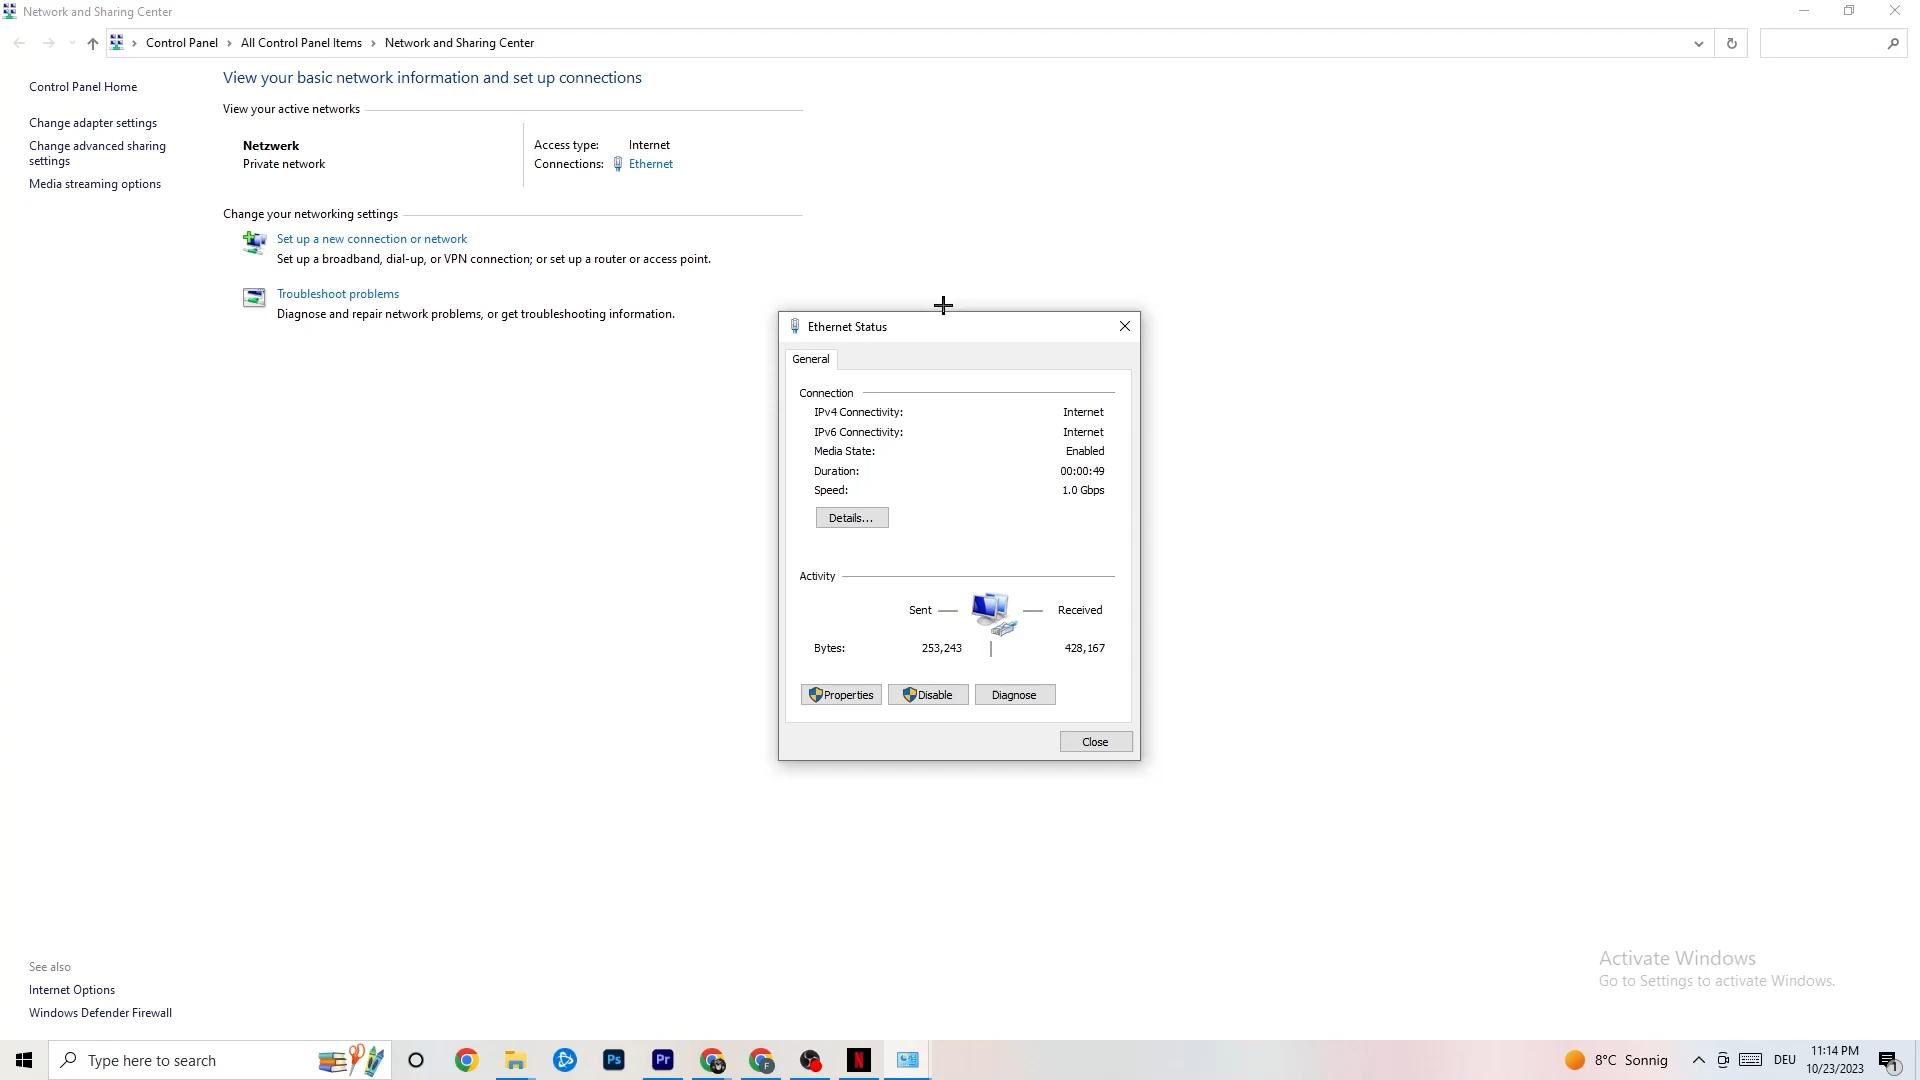 Network and Sharing Center
Control Panel › All Control Panel Items › Network and Sharing Center
Control Panel Home
Change adapter settings
Change advanced sharing
settings
Media streaming options
View your basic network information and set up connections
View your active networks
Netzwerk
Private network
Access type: Internet
Connections: Ethernet
Change your networking settings
Set up a new connection or network
Set up a broadband, dial-up, or VPN connection; or set up a router or access point.
Troubleshoot problems
Diagnose and repair network problems, or get troubleshooting information.
Ethernet Status
General
Connection
IPv4 Connectivity: Internet
IPv6 Connectivity: Internet
Media State: Enabled
Duration: 00:00:49
Speed: 1.0 Gbps
Details...
Activity
Sent Received
Bytes: 253,243 428,167
Properties Disable Diagnose
Close
See also
Internet Options
Windows Defender Firewall
Activate Windows
Go to Settings to activate Windows.
Type here to search
Ps
Pr
F
N
8°C Sonnig
DEU
11:14 PM
10/23/2023
1